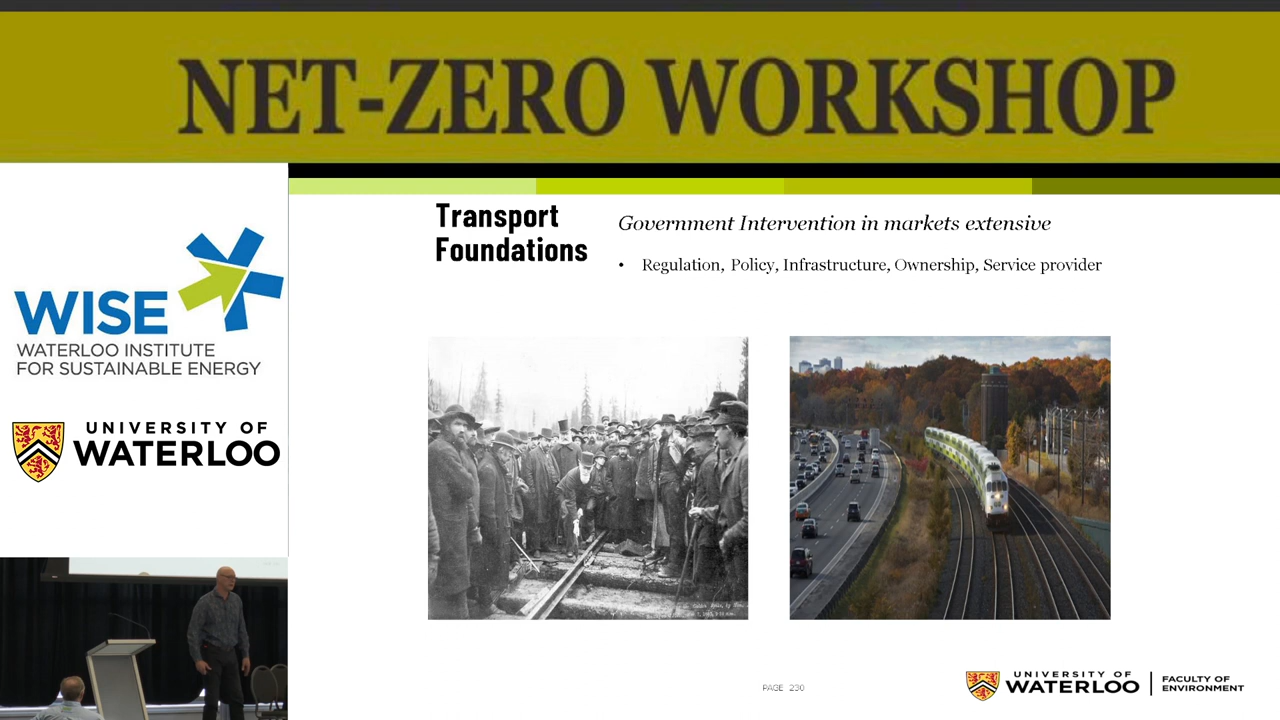 NET-ZERO WORKSHOP
WISE
WATERLOO INSTITUTE
FOR SUSTAINABLE ENERGY
UNIVERSITY OF
WATERLOO
Transport
Foundations
Government Intervention in markets extensive
• Regulation, Policy, Infrastructure, Ownership, Service provider
PAGE 230
UNIVERSITY OF
WATERLOO
FACULTY OF
ENVIRONMENT